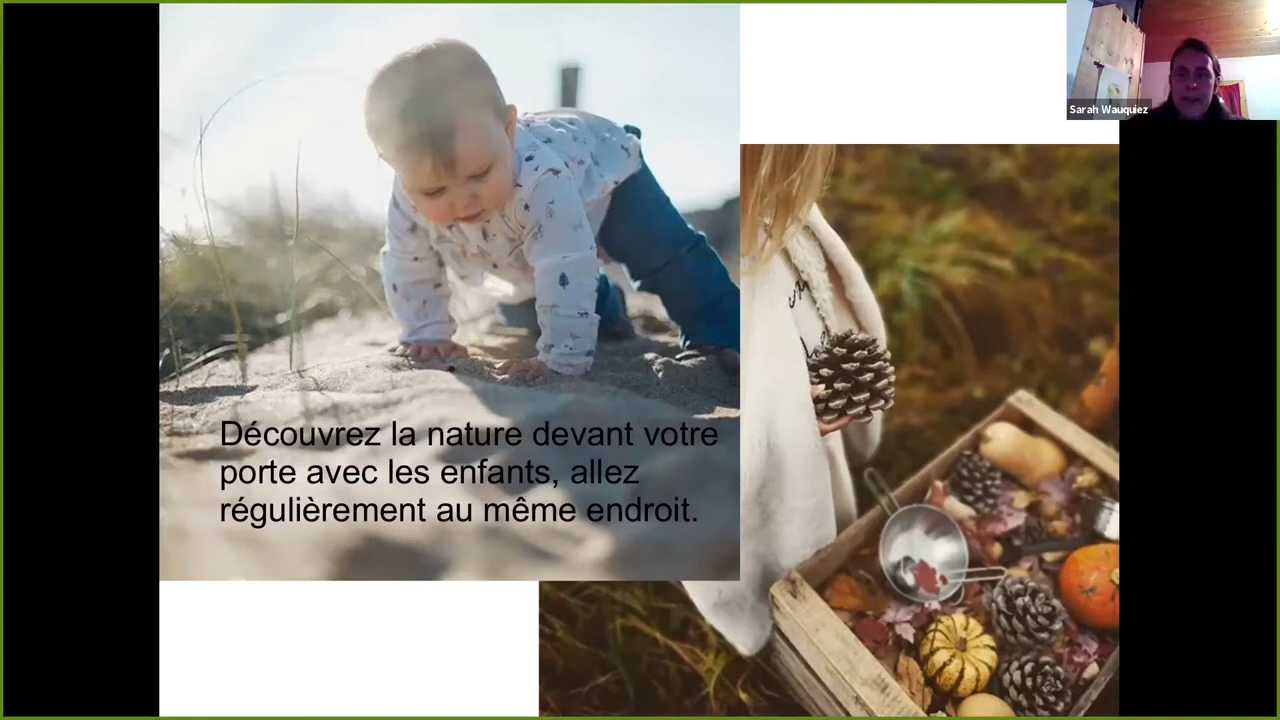 Sarah Wauquiez
Découvrez la nature devant votre
porte avec les enfants, allez
régulièrement au même endroit.